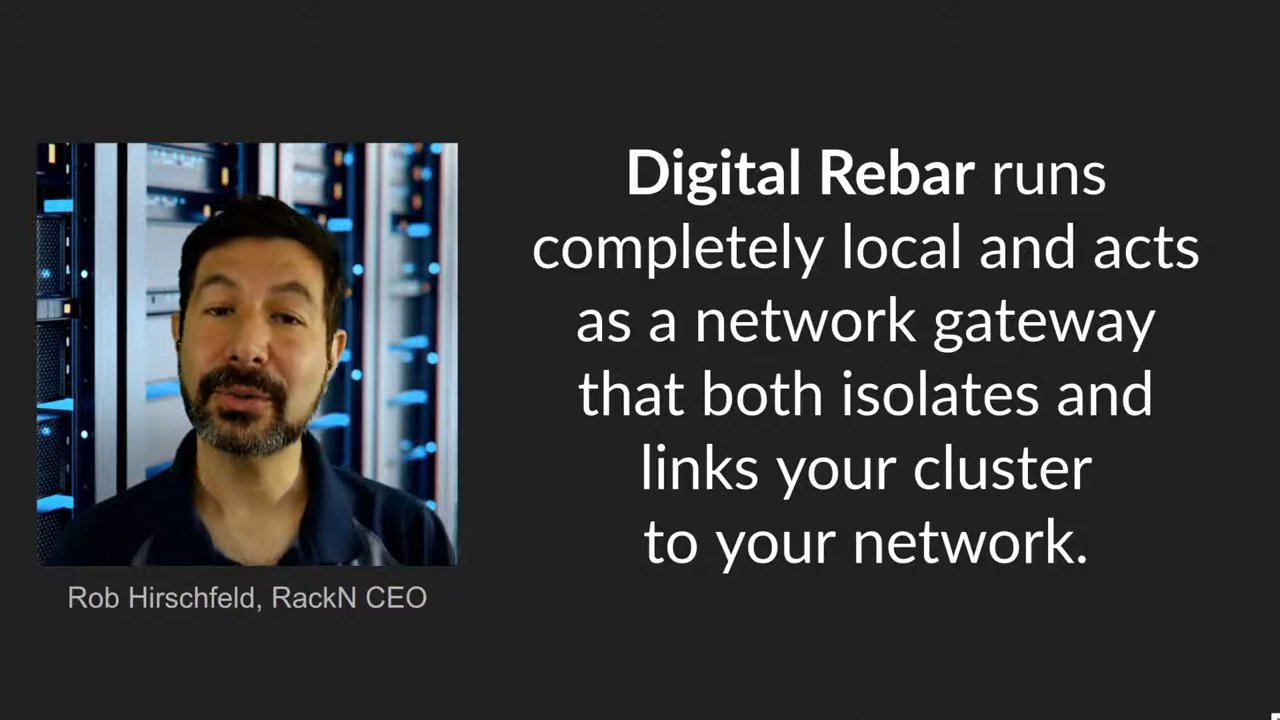 Digital Rebar runs
completely local and acts
as a network gateway
that both isolates and
links your cluster
to your network.
Rob Hirschfeld, RackN CEO